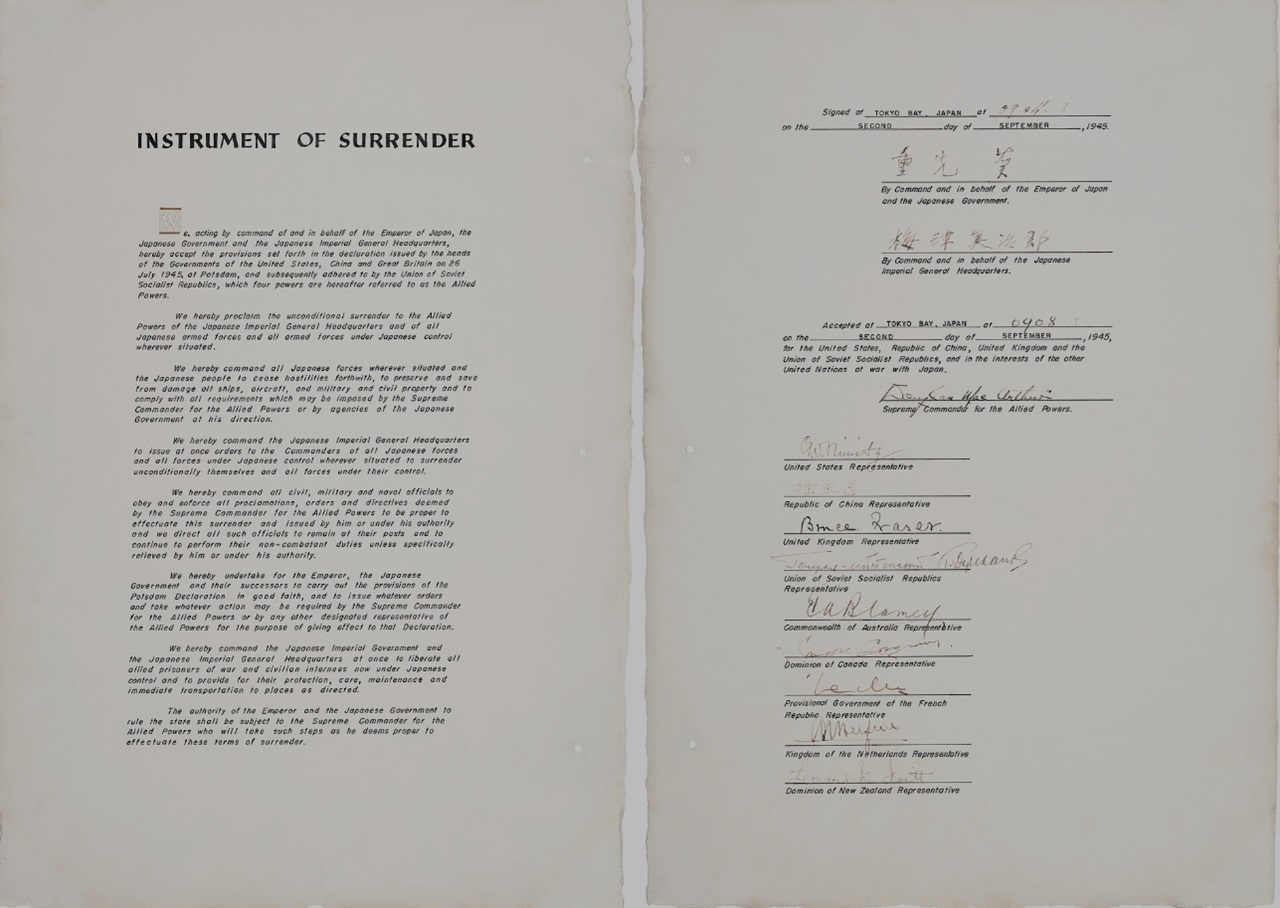 INSTRUMENT OF SURRENDER
We, acting by command of and in behalf of the Emperor of Japan, the
Japanese Government and the Japanese Imperial General Headquarters,
hereby accept the provisions set forth in the declaration issued by the heads
of the Governments of the United States, China and Great Britain on 26
July 1945, at Potsdam, and subsequently adhered to by the Union of Soviet
Socialist Republics, which four powers are hereafter referred to as the Allied
Powers.
We hereby proclaim the unconditional surrender to the Allied
Powers of the Japanese Imperial General Headquarters and of all
Japanese armed forces and all armed forces under Japanese control
wherever situated.
We hereby command all Japanese forces wherever situated and
the Japanese people to cease hostilities forthwith, to preserve and save
from damage all ships, aircraft, and military and civil property and to
comply with all requirements which may be imposed by the Supreme
Commander for the Allied Powers or by agencies of the Japanese
Government at his direction.
We hereby command the Japanese Imperial General Headquarters
to issue at once orders to the Commanders of all Japanese forces
and all forces under Japanese control wherever situated to surrender
unconditionally themselves and all forces under their control.
We hereby command all civil, military and naval officials to
obey and enforce all proclamations, orders and directives deemed
by the Supreme Commander for the Allied Powers to be proper to
effectuate this surrender and issued by him or under his authority
and we direct all such officials to remain at their posts and to
continue to perform their non-combatant duties unless specifically
relieved by him or under his authority.
We hereby undertake for the Emperor, the Japanese
Government and their successors to carry out the provisions of the
Potsdam Declaration in good faith, and to issue whatever orders
and take whatever action may be required by the Supreme Commander
for the Allied Powers or by any other designated representative of
the Allied Powers for the purpose of giving effect to that Declaration.
We hereby command the Japanese Imperial Government and
the Japanese Imperial General Headquarters at once to liberate all
allied prisoners of war and civilian internees now under Japanese
control and to provide for their protection, care, maintenance and
immediate transportation to places as directed.
The authority of the Emperor and the Japanese Government to
rule the state shall be subject to the Supreme Commander for the
Allied Powers who will take such steps as he deems proper to
effectuate these terms of surrender.
Signed at TOKYO BAY, JAPAN at 0904 I
on the SECOND day of SEPTEMBER, 1945.
重光葵
By Command and in behalf of the Emperor of Japan
and the Japanese Government.
梅津美治郎
By Command and in behalf of the Japanese
Imperial General Headquarters.
Accepted at TOKYO BAY, JAPAN at 0908 I
on the SECOND day of SEPTEMBER, 1945,
for the United States, Republic of China, United Kingdom and the
Union of Soviet Socialist Republics, and in the interests of the other
United Nations at war with Japan.
Douglas MacArthur
Supreme Commander for the Allied Powers.
C.W. Nimitz
United States Representative
徐永昌
Republic of China Representative
Bruce Fraser.
United Kingdom Representative
Union of Soviet Socialist Republics
Representative
T A Blamey
Commonwealth of Australia Representative
Dominion of Canada Representative
Provisional Government of the French
Republic Representative
Kingdom of the Netherlands Representative
Dominion of New Zealand Representative